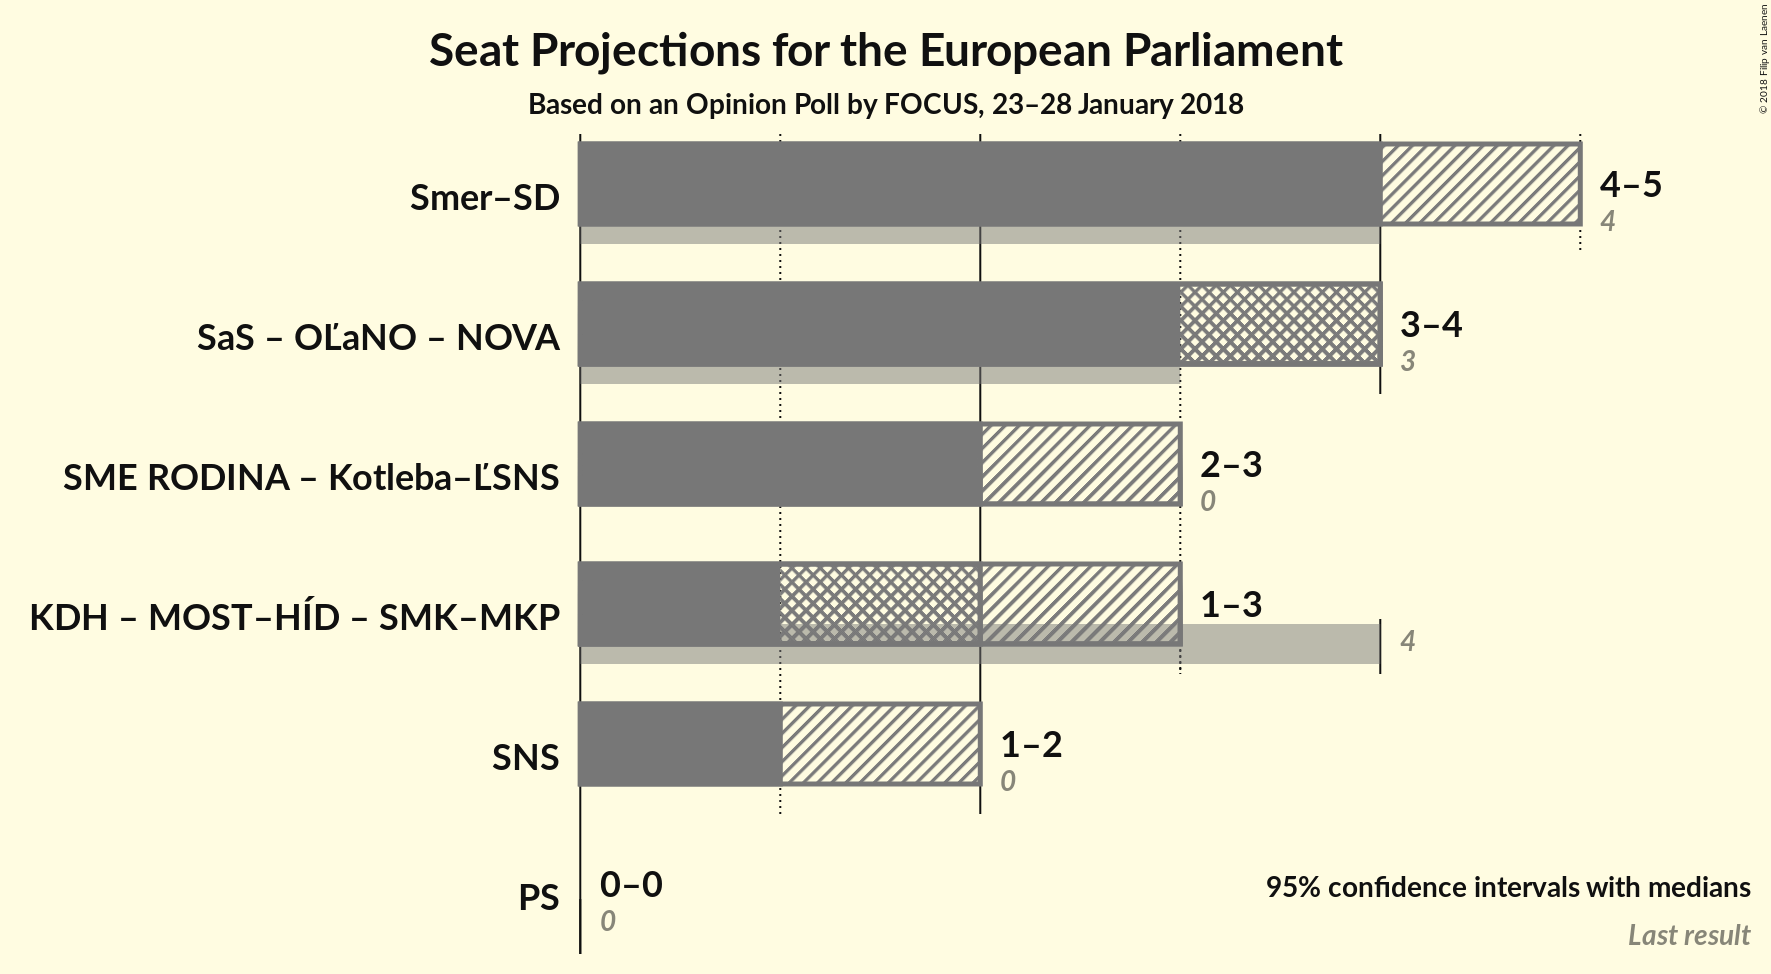 Seat Projections for the European Parliament
Based on an Opinion Poll by FOCUS, 23–28 January 2018
© 2018 Filip van Laenen
Smer–SD
4–5
4
SaS – OĽaNO – NOVA
3–4
3
SME RODINA – Kotleba–ĽSNS
2–3
0
KDH – MOST–HÍD – SMK–MKP
1–3
4
SNS
1–2
0
PS
0–0
0
95% confidence intervals with medians
Last result